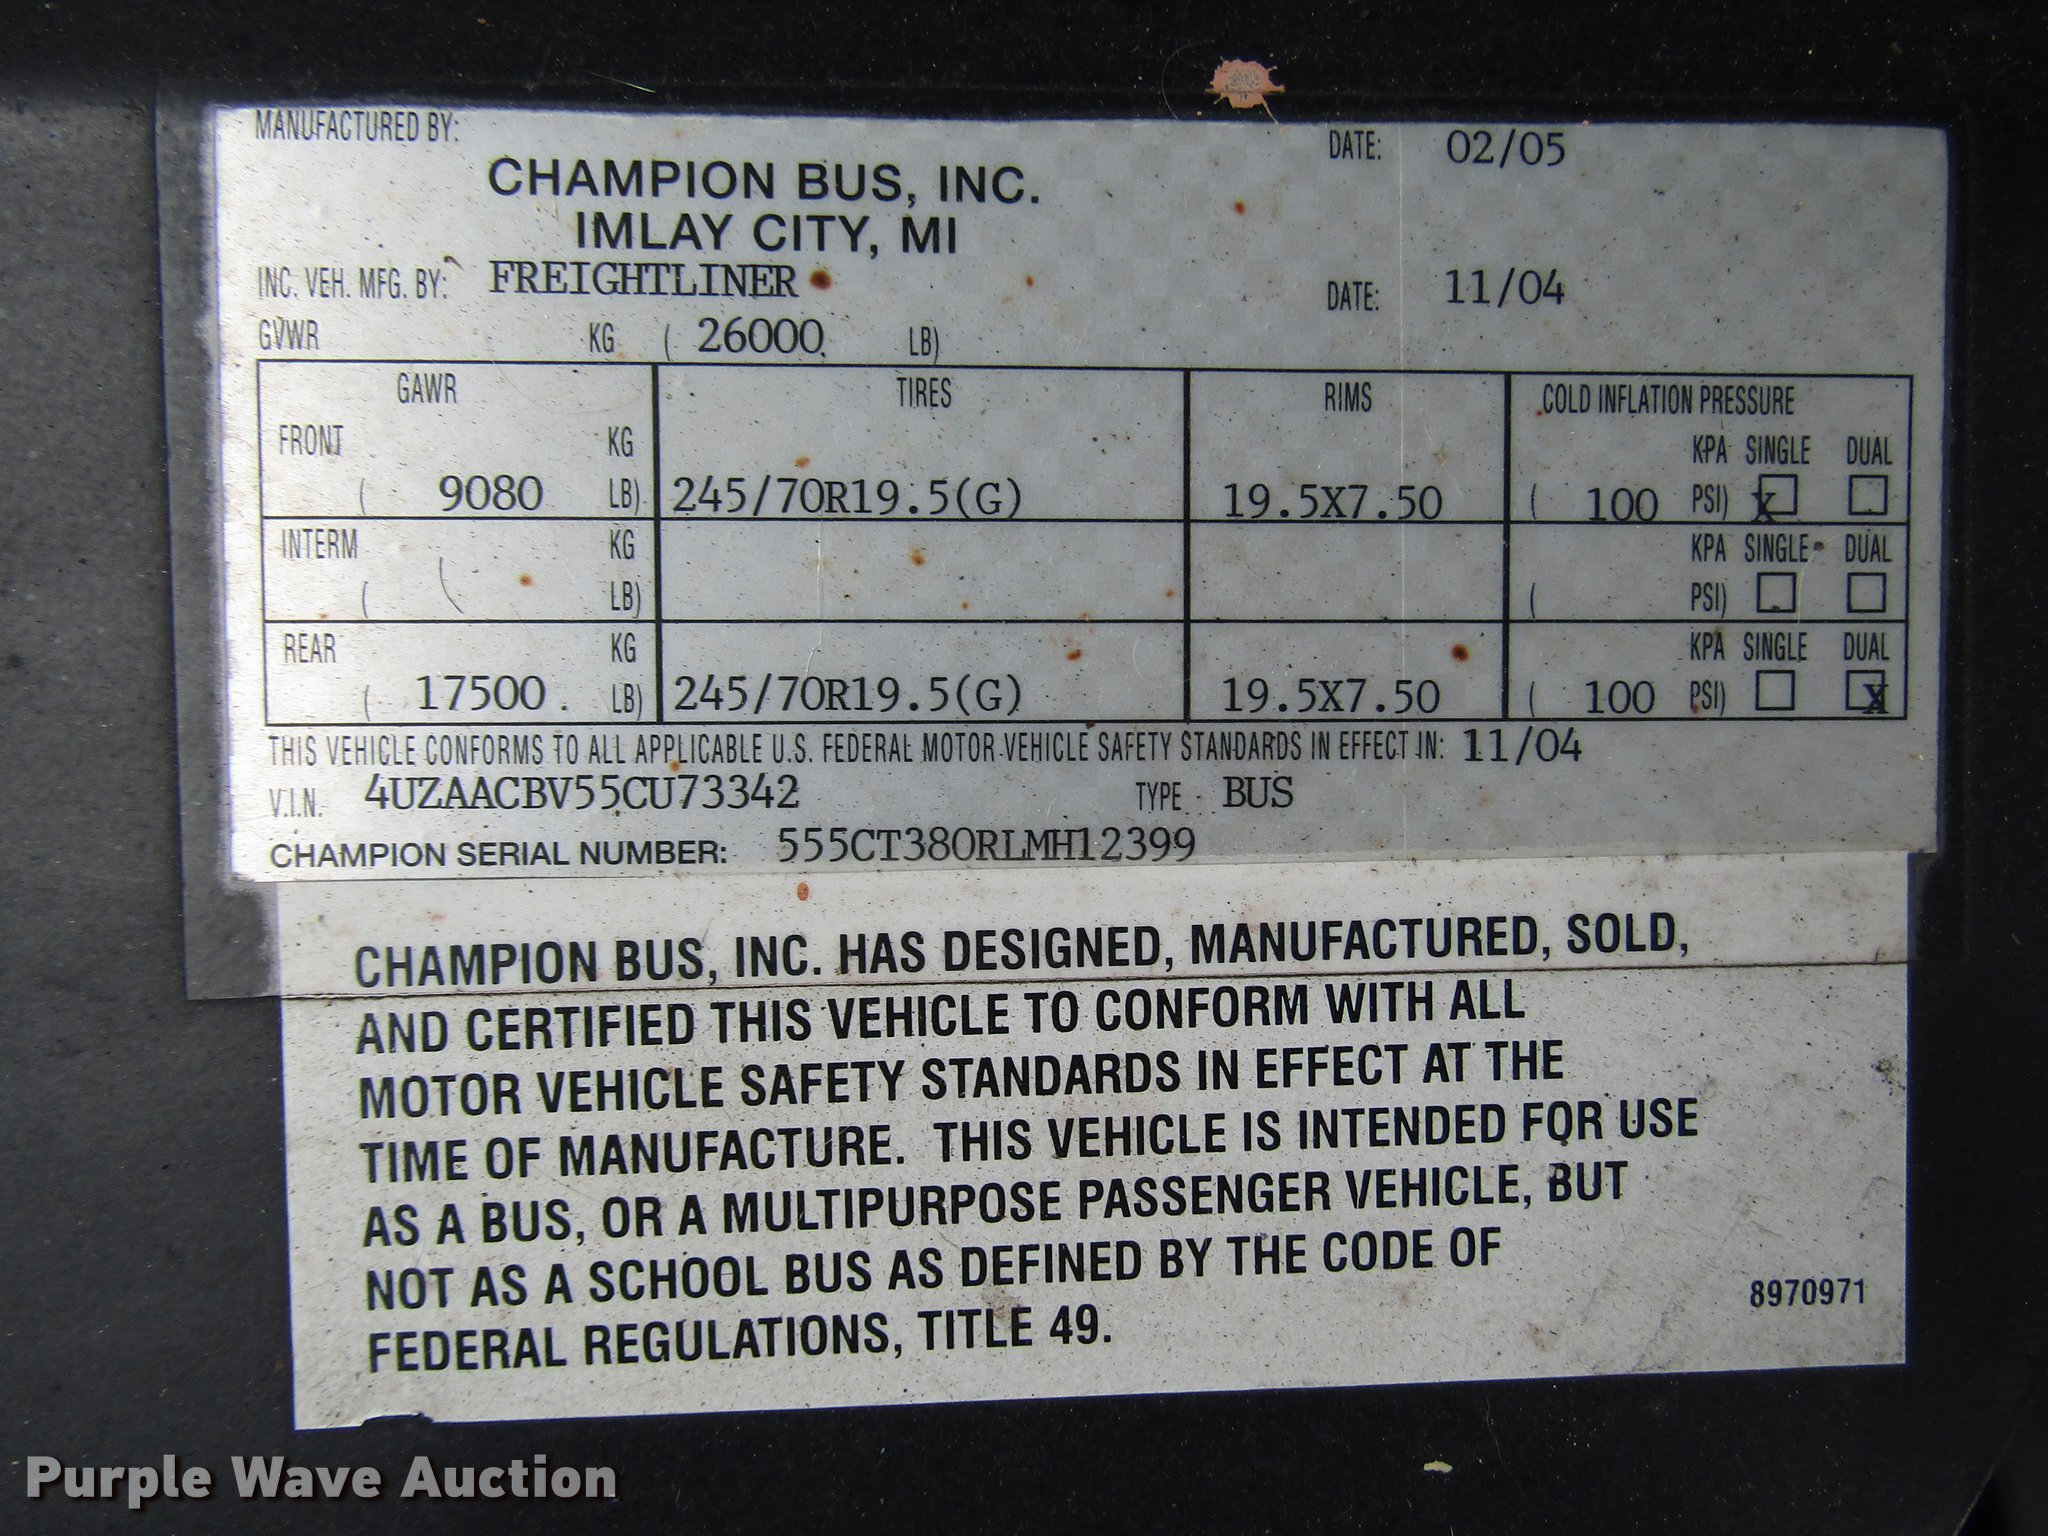 MANUFACTURED BY: DATE: 02/05
CHAMPION BUS, INC.
IMLAY CITY, MI
INC. VEH. MFG. BY: FREIGHTLINER DATE: 11/04
GVWR KG ( 26000 LB)
GAWR TIRES RIMS COLD INFLATION PRESSURE
FRONT KG KPA SINGLE DUAL
( 9080 LB) 245/70R19.5(G) 19.5X7.50 ( 100 PSI) X
INTERM KG KPA SINGLE DUAL
( LB) ( PSI)
REAR KG KPA SINGLE DUAL
( 17500. LB) 245/70R19.5(G) 19.5X7.50 ( 100 PSI) X
THIS VEHICLE CONFORMS TO ALL APPLICABLE U.S. FEDERAL MOTOR VEHICLE SAFETY STANDARDS IN EFFECT IN: 11/04
V.I.N. 4UZAACBV55CU73342 TYPE BUS
CHAMPION SERIAL NUMBER: 555CT380RLMH12399
CHAMPION BUS, INC. HAS DESIGNED, MANUFACTURED, SOLD,
AND CERTIFIED THIS VEHICLE TO CONFORM WITH ALL
MOTOR VEHICLE SAFETY STANDARDS IN EFFECT AT THE
TIME OF MANUFACTURE. THIS VEHICLE IS INTENDED FOR USE
AS A BUS, OR A MULTIPURPOSE PASSENGER VEHICLE, BUT
NOT AS A SCHOOL BUS AS DEFINED BY THE CODE OF
FEDERAL REGULATIONS, TITLE 49.
8970971
Purple Wave Auction